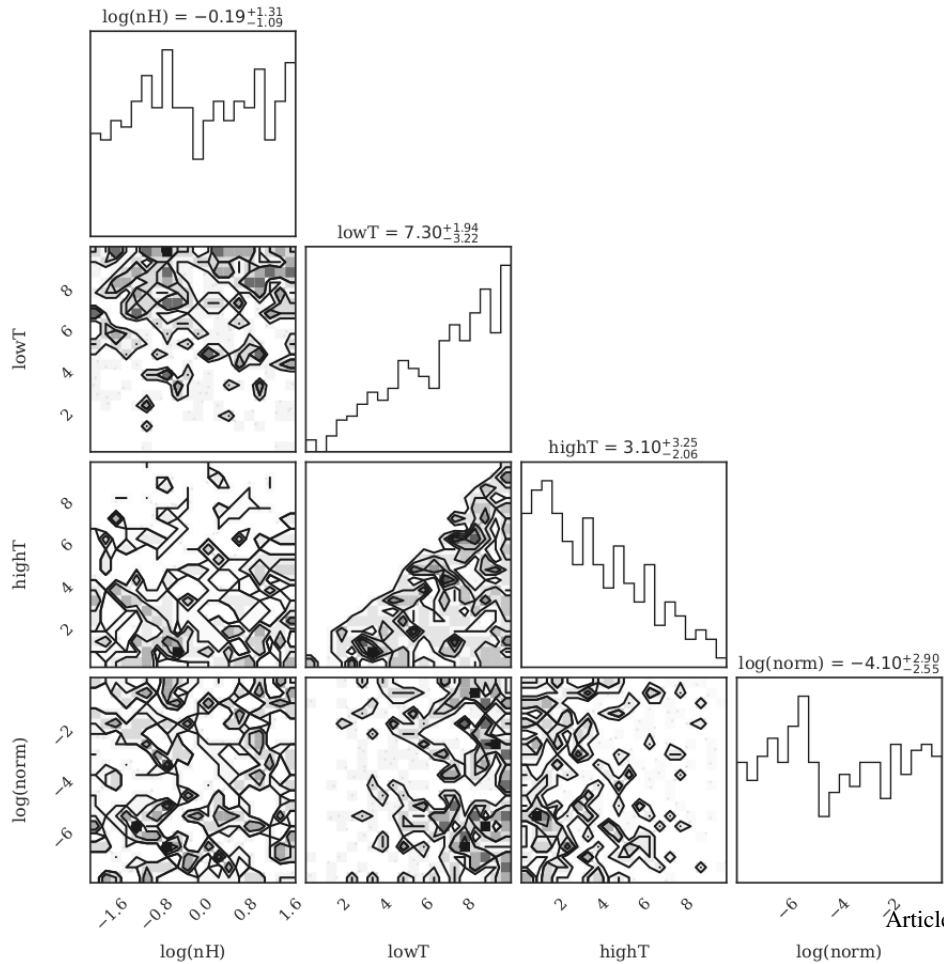 log(nH) = −0.19 +1.31 −1.09
lowT = 7.30 +1.94 −3.22
lowT
8
6
4
2
highT = 3.10 +3.25 −2.06
highT
8
6
4
2
log(norm) = −4.10 +2.90 −2.55
log(norm)
−2
−4
−6
−1.6 −0.8 0.0 0.8 1.6 2 4 6 8 2 4 6 8 −6 −4 −2
Article
log(nH) lowT highT log(norm)